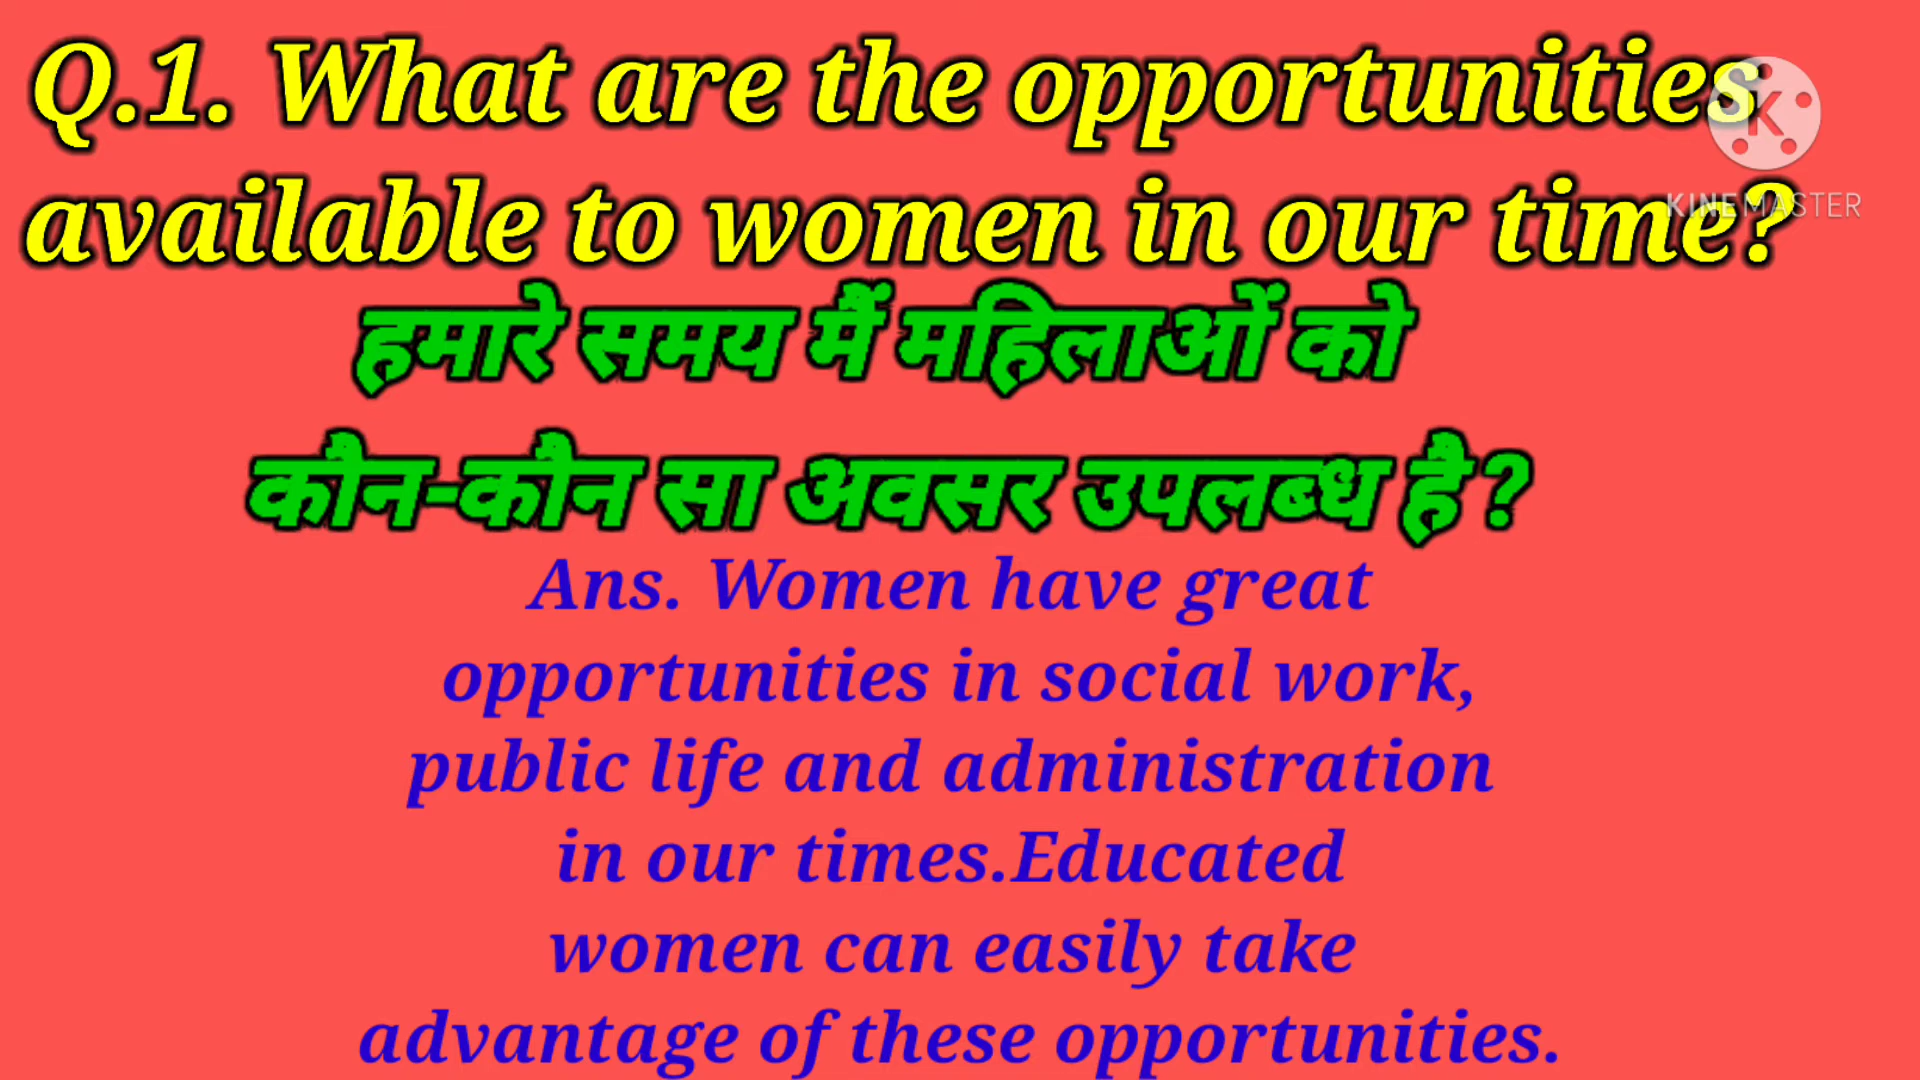 Q.1. What are the opportunities
available to women in our time?
हमारे समय में महिलाओं को
कौन-कौन सा अवसर उपलब्ध है?
Ans. Women have great
opportunities in social work,
public life and administration
in our times.Educated
women can easily take
advantage of these opportunities.
K
KINEMASTER